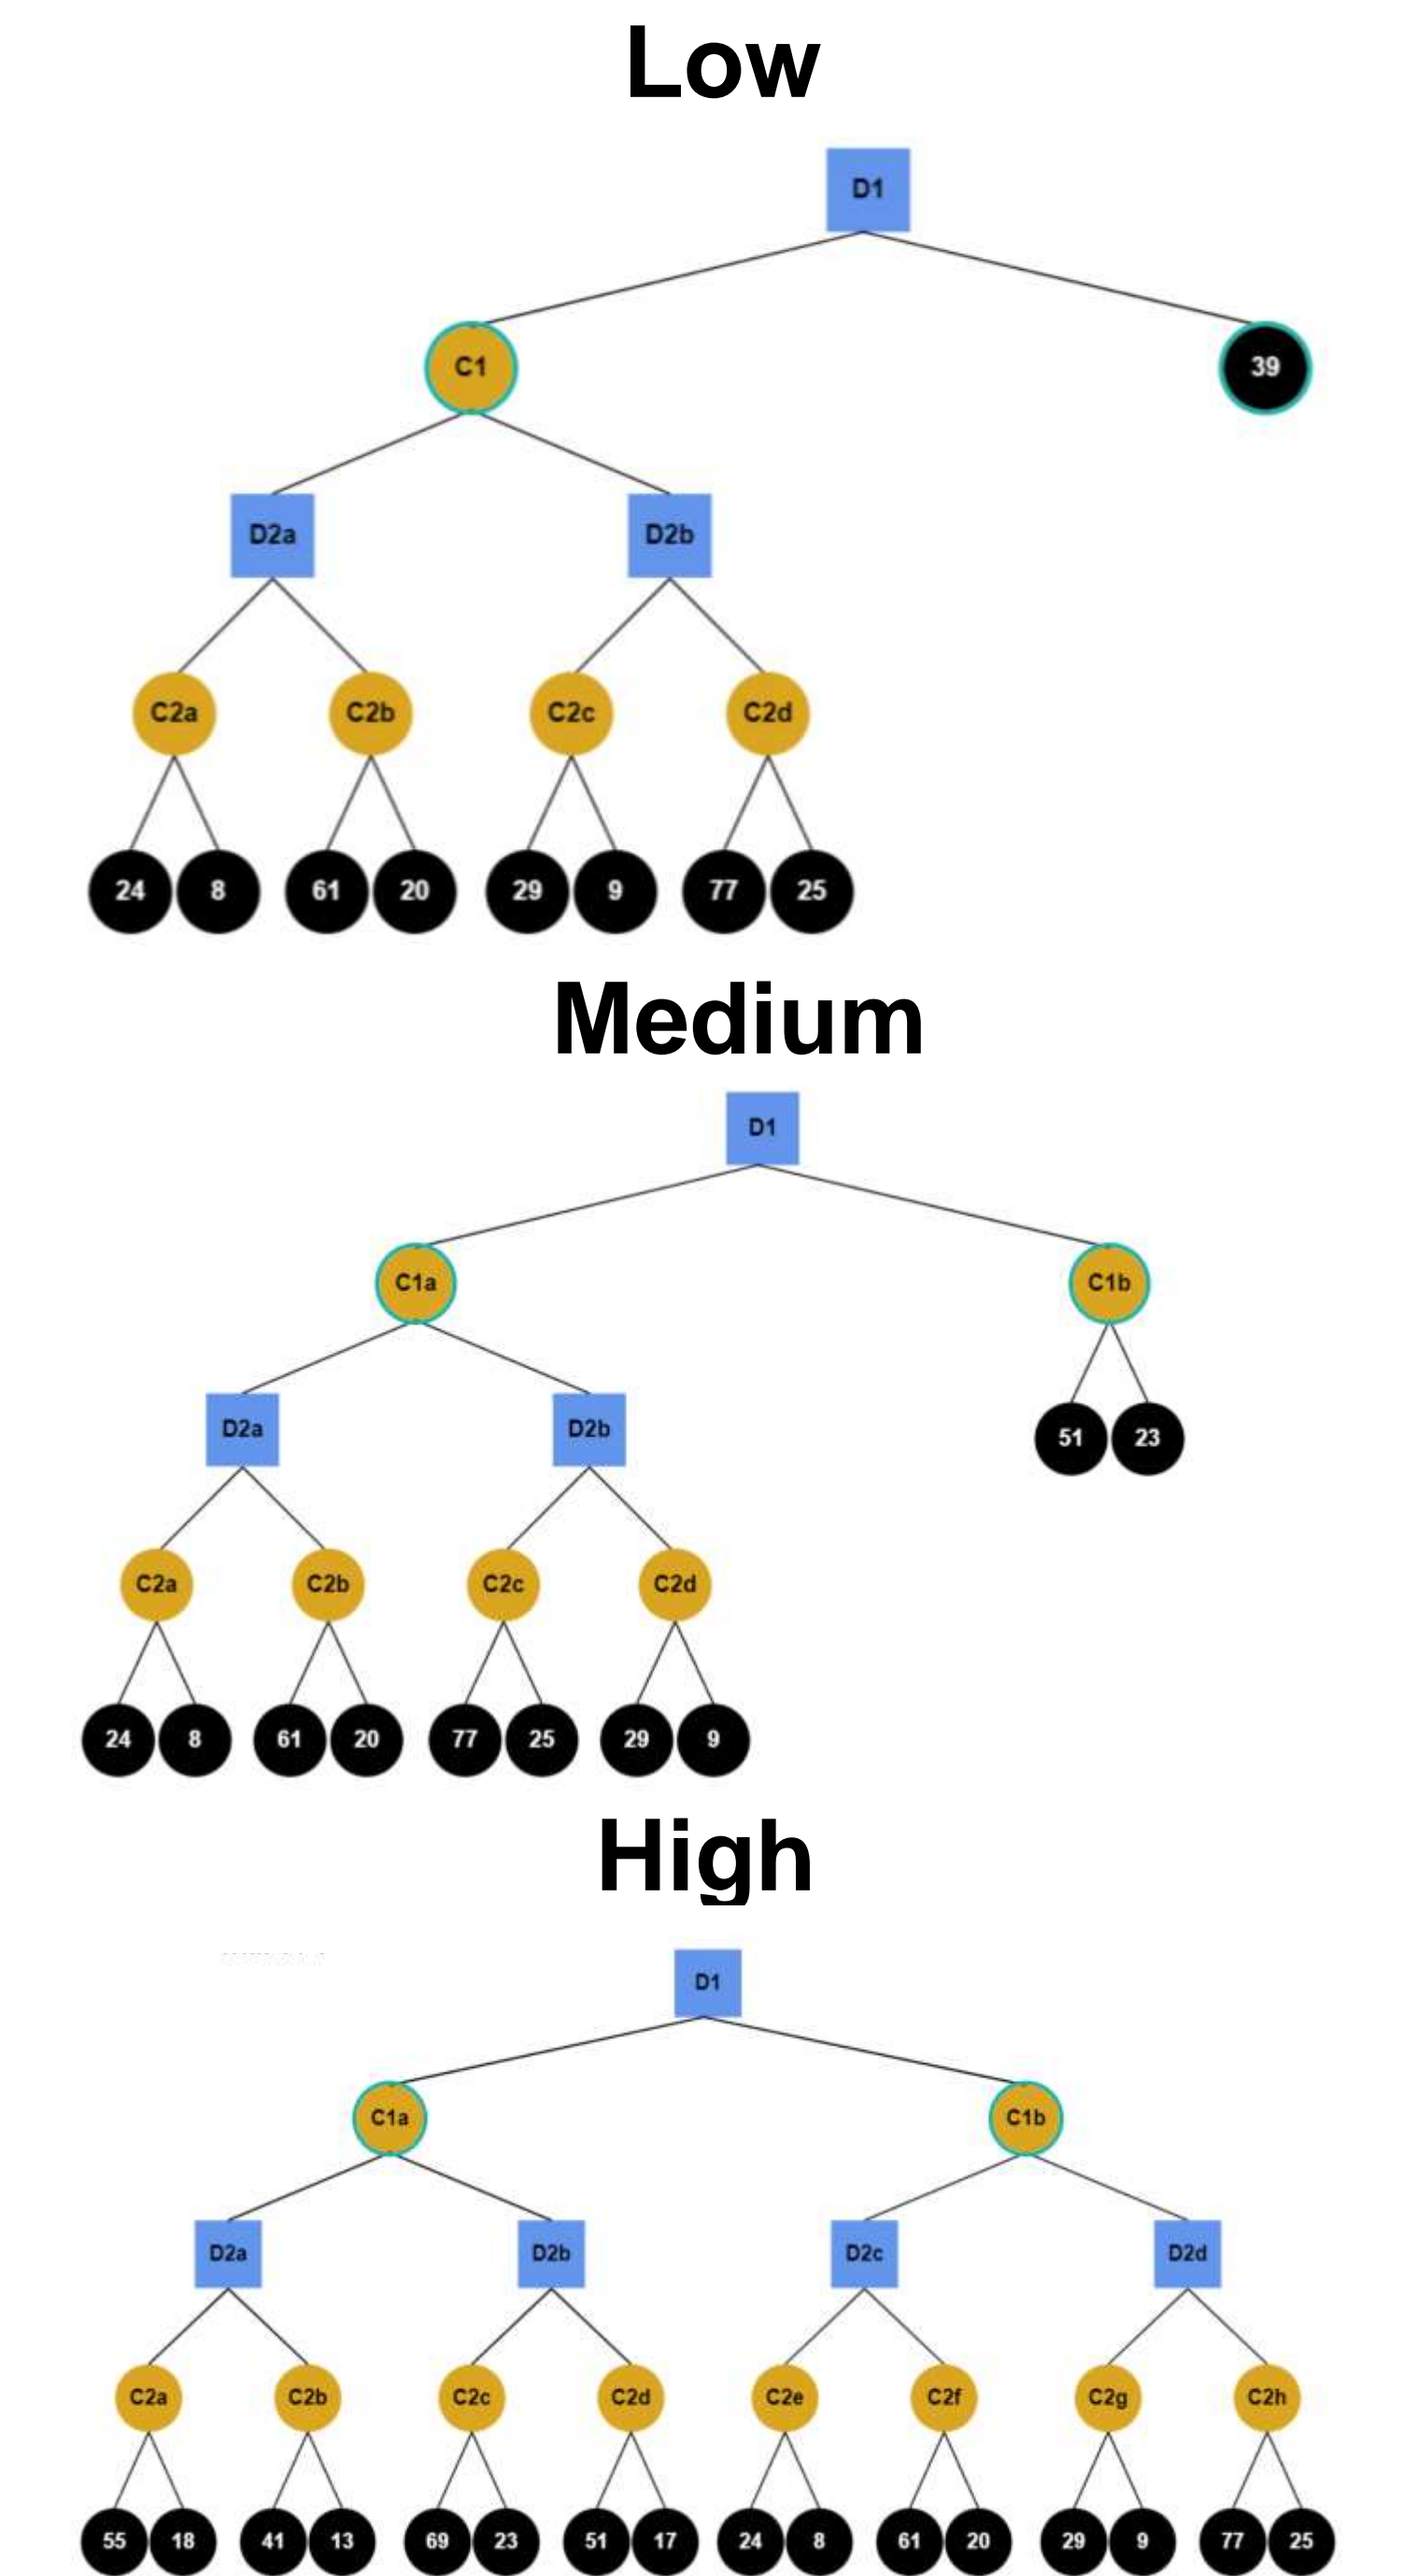 Low
D1
C1 39
D2a D2b
C2a C2b C2c C2d
24 8 61 20 29 9 77 25
Medium
D1
C1a C1b
D2a D2b 51 23
C2a C2b C2c C2d
24 8 61 20 77 25 29 9
High
D1
C1a C1b
D2a D2b D2c D2d
C2a C2b C2c C2d C2e C2f C2g C2h
55 18 41 13 69 23 51 17 24 8 61 20 29 9 77 25